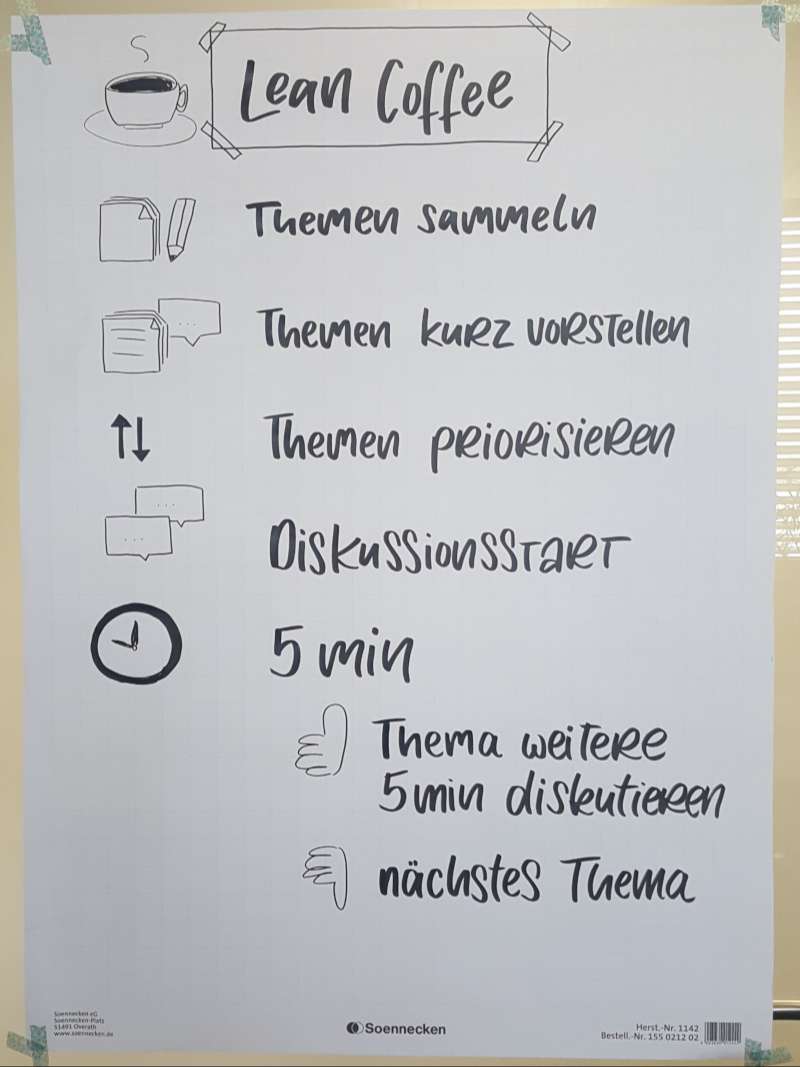 Lean Coffee
Themen sammeln
Themen kurz vorstellen
Themen priorisieren
Diskussionsstart
5 min
Thema weitere
5 min diskutieren
nächstes Thema
Soennecken eG
Soennecken-Platz
51491 Overath
www.soennecken.de
Soennecken
Herst.-Nr. 1142
Bestell.-Nr. 155 0212 02